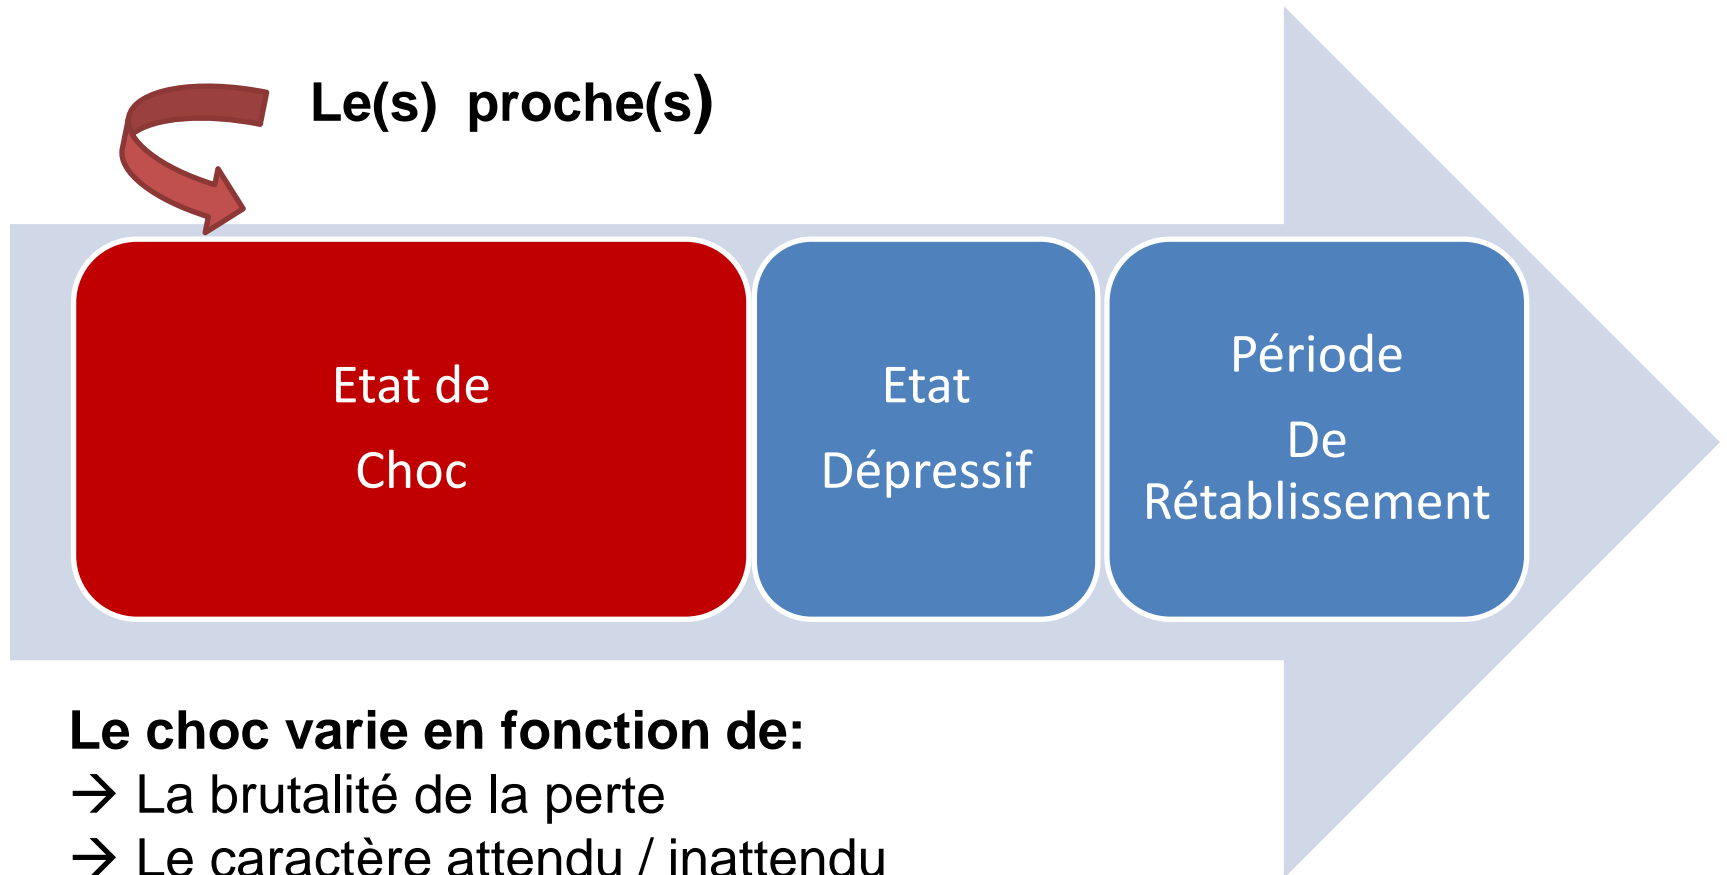 Le(s) proche(s)
Etat de
Choc
Etat
Dépressif
Période
De
Rétablissement
Le choc varie en fonction de:
→ La brutalité de la perte
→ Le caractère attendu / inattendu